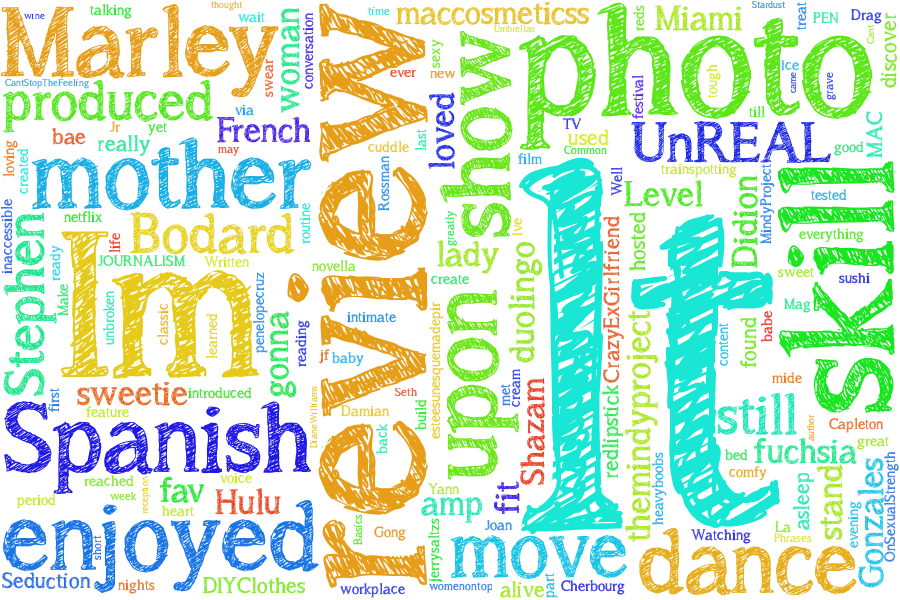 Marley
wine
talking
thought
woman
wait
swear
conversation
CantStopTheFeeling
produced
via
Jr
yet
bae
really
French
may
loving
created
mother
routine
inaccessible
netflix
Stephen
ready
Make
life
JOURNALISM
Bodard
Written
Im
unbroken
classic
learned
penelopecruz
gonna
reading
novella
review
time
ever
cuddle
Rossman
intimate
jf
baby
Seth
Damian
back
DianeWilliams
first
sweetie
introduced
feature
Spanish
reached
voice
week
reception
fav
heart
Hulu
period
enjoyed
short
Seduction
nights
DIYClothes
workplace
Basics
Gong
maccosmeticss
Umbrellas
sexy
new
loved
last
show
greatly
live
lady
create
upon
duolingo
met
cream
build
esteesunesquemadepir
Shazam
Yann
amp
fit
jerrysaltzs
Joan
move
womenontop
alive
part
Cherbourg
photo
reds
Miami
tough
Stardust
treat
PEN
Drag
Ice
came
grave
Cant
discover
festival
till
TV
used
Common
film
UnREAL
good
MAC
trainspotting
Well
Level
Didion
MindyProject
tested
everything
hosted
CrazyExGirlfriend
It
skill
sweet
sushi
Mag
content
found
babe
mide
themindyproject
redlipstick
heavybobs
still
author
Capleton
great
bed
fuchsia
comfy
asleep
stand
evening
Gonzales
OnSexualStrength
Watching
La
Phrases
dance